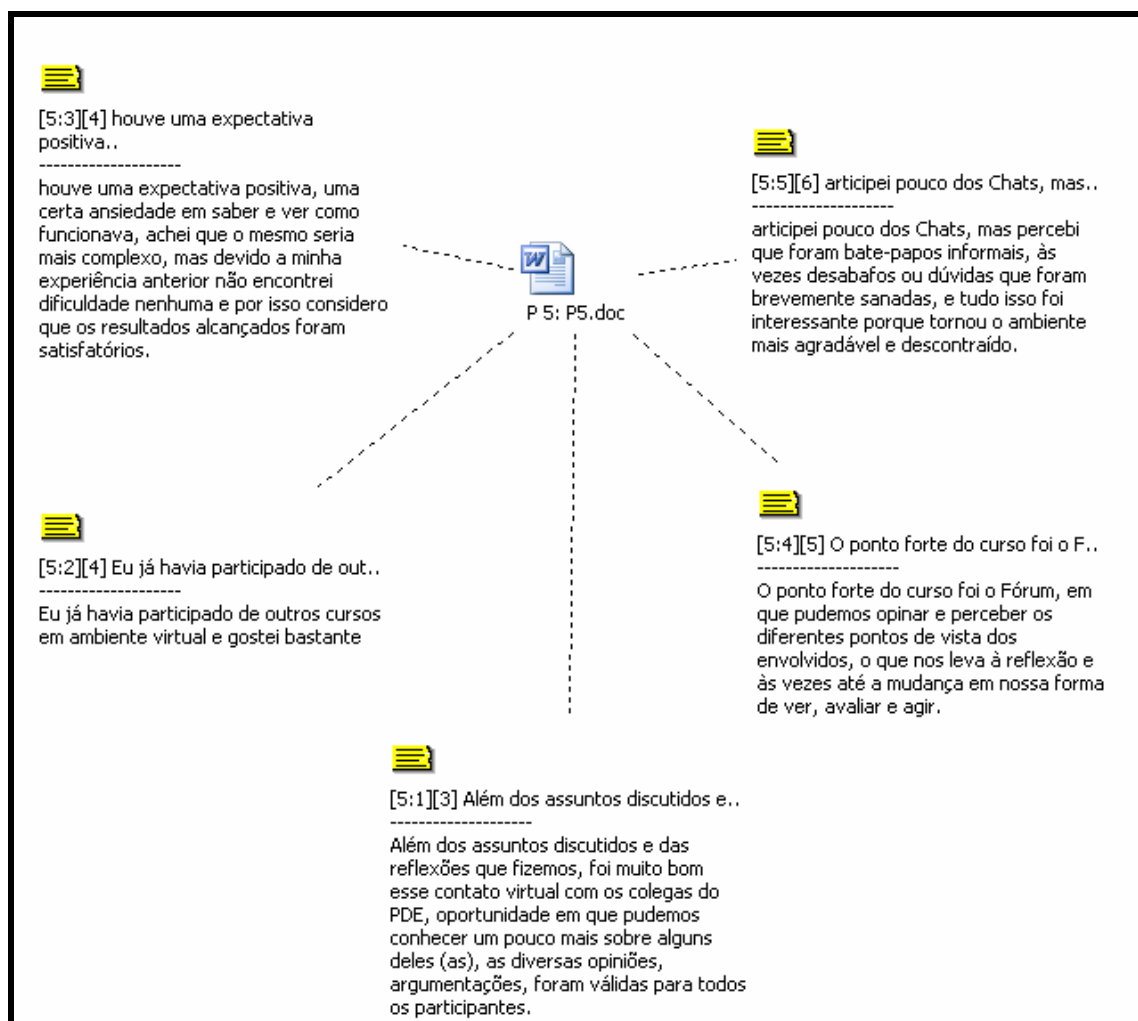 [5:3][4] houve uma expectativa
positiva..
--------------------
houve uma expectativa positiva, uma
certa ansiedade em saber e ver como
funcionava, achei que o mesmo seria
mais complexo, mas devido a minha
experiência anterior não encontrei
dificuldade nenhuma e por isso considero
que os resultados alcançados foram
satisfatórios.
P 5: P5.doc
[5:5][6] articipei pouco dos Chats, mas..
--------------------
articipei pouco dos Chats, mas percebi
que foram bate-papos informais, às
vezes desabafos ou dúvidas que foram
brevemente sanadas, e tudo isso foi
interessante porque tornou o ambiente
mais agradável e descontraído.
[5:2][4] Eu já havia participado de out..
--------------------
Eu já havia participado de outros cursos
em ambiente virtual e gostei bastante
[5:4][5] O ponto forte do curso foi o F..
--------------------
O ponto forte do curso foi o Fórum, em
que pudemos opinar e perceber os
diferentes pontos de vista dos
envolvidos, o que nos leva à reflexão e
às vezes até a mudança em nossa forma
de ver, avaliar e agir.
[5:1][3] Além dos assuntos discutidos e..
--------------------
Além dos assuntos discutidos e das
reflexões que fizemos, foi muito bom
esse contato virtual com os colegas do
PDE, oportunidade em que pudemos
conhecer um pouco mais sobre alguns
deles (as), as diversas opiniões,
argumentações, foram válidas para todos
os participantes.